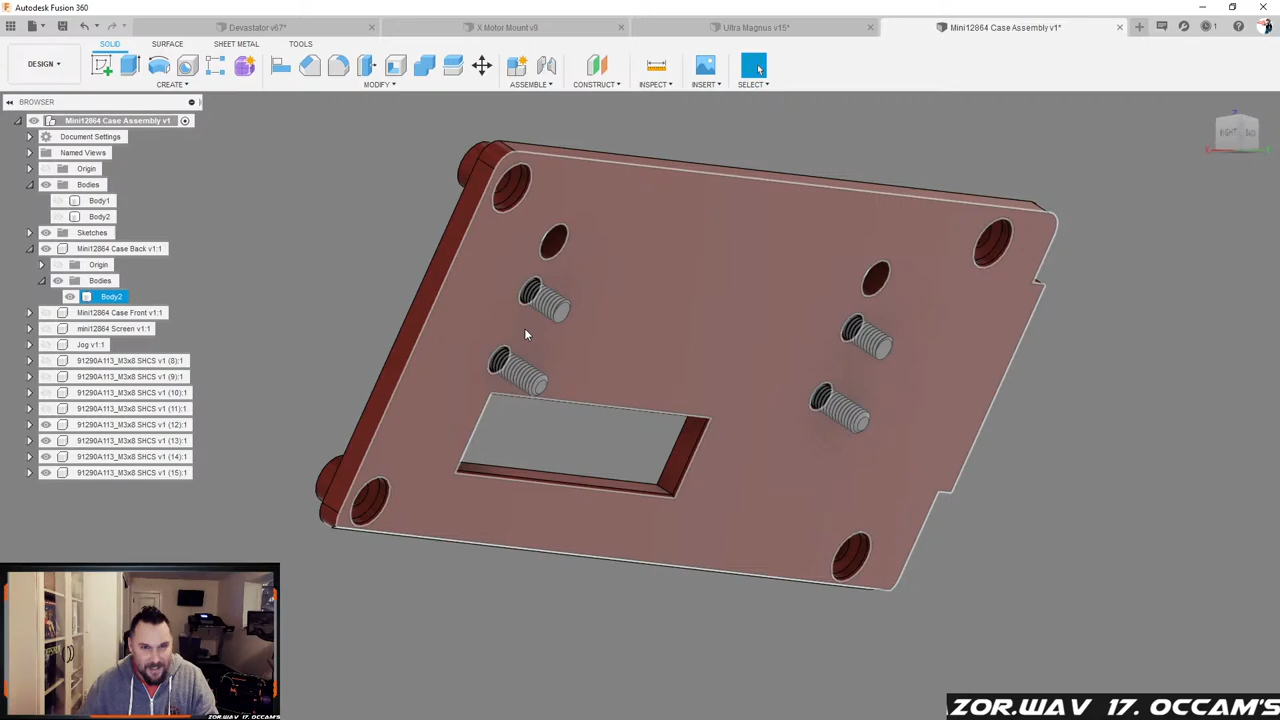 Autodesk Fusion 360
Devastator v67*
X Motor Mount v9
Ultra Magnus v15*
Mini12864 Case Assembly v1*
1
SOLID
SURFACE
SHEET METAL
TOOLS
DESIGN
CREATE
MODIFY
ASSEMBLE
CONSTRUCT
INSPECT
INSERT
SELECT
BROWSER
Mini12864 Case Assembly v1
Document Settings
Named Views
Origin
Bodies
Body1
Body2
Sketches
Mini12864 Case Back v1:1
Origin
Bodies
Body2
Mini12864 Case Front v1:1
mini12864 Screen v1:1
Jog v1:1
91290A113_M3x8 SHCS v1 (8):1
91290A113_M3x8 SHCS v1 (9):1
91290A113_M3x8 SHCS v1 (10):1
91290A113_M3x8 SHCS v1 (11):1
91290A113_M3x8 SHCS v1 (12):1
91290A113_M3x8 SHCS v1 (13):1
91290A113_M3x8 SHCS v1 (14):1
91290A113_M3x8 SHCS v1 (15):1
ZOR.WAV 17. OCCAM'S